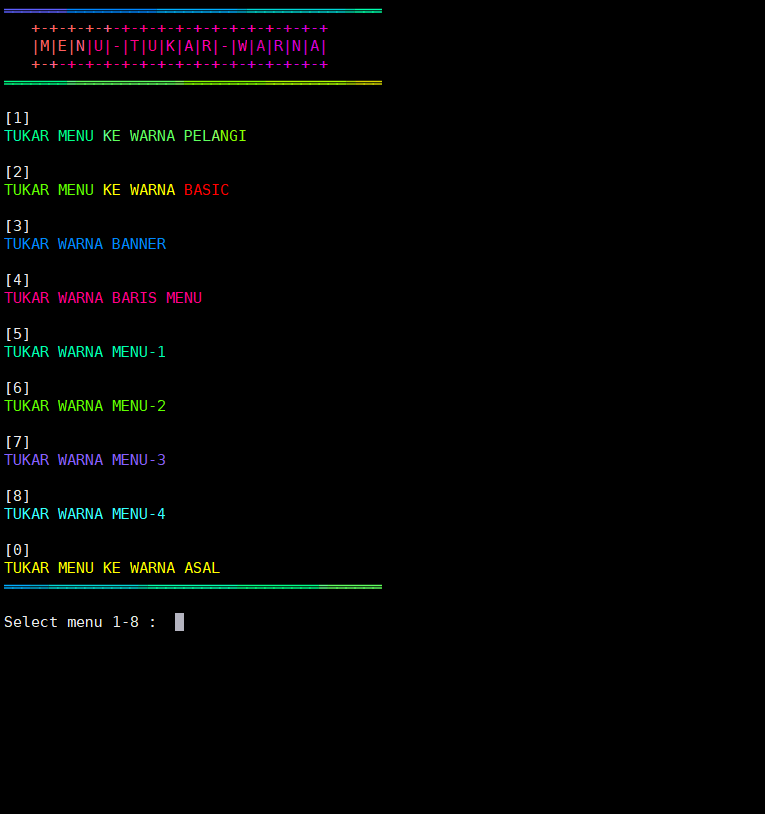 |M|E|N|U|-|T|U|K|A|R|-|W|A|R|N|A|
[1]
TUKAR MENU KE WARNA PELANGI
[2]
TUKAR MENU KE WARNA BASIC
[3]
TUKAR WARNA BANNER
[4]
TUKAR WARNA BARIS MENU
[5]
TUKAR WARNA MENU-1
[6]
TUKAR WARNA MENU-2
[7]
TUKAR WARNA MENU-3
[8]
TUKAR WARNA MENU-4
[0]
TUKAR MENU KE WARNA ASAL
Select menu 1-8 :